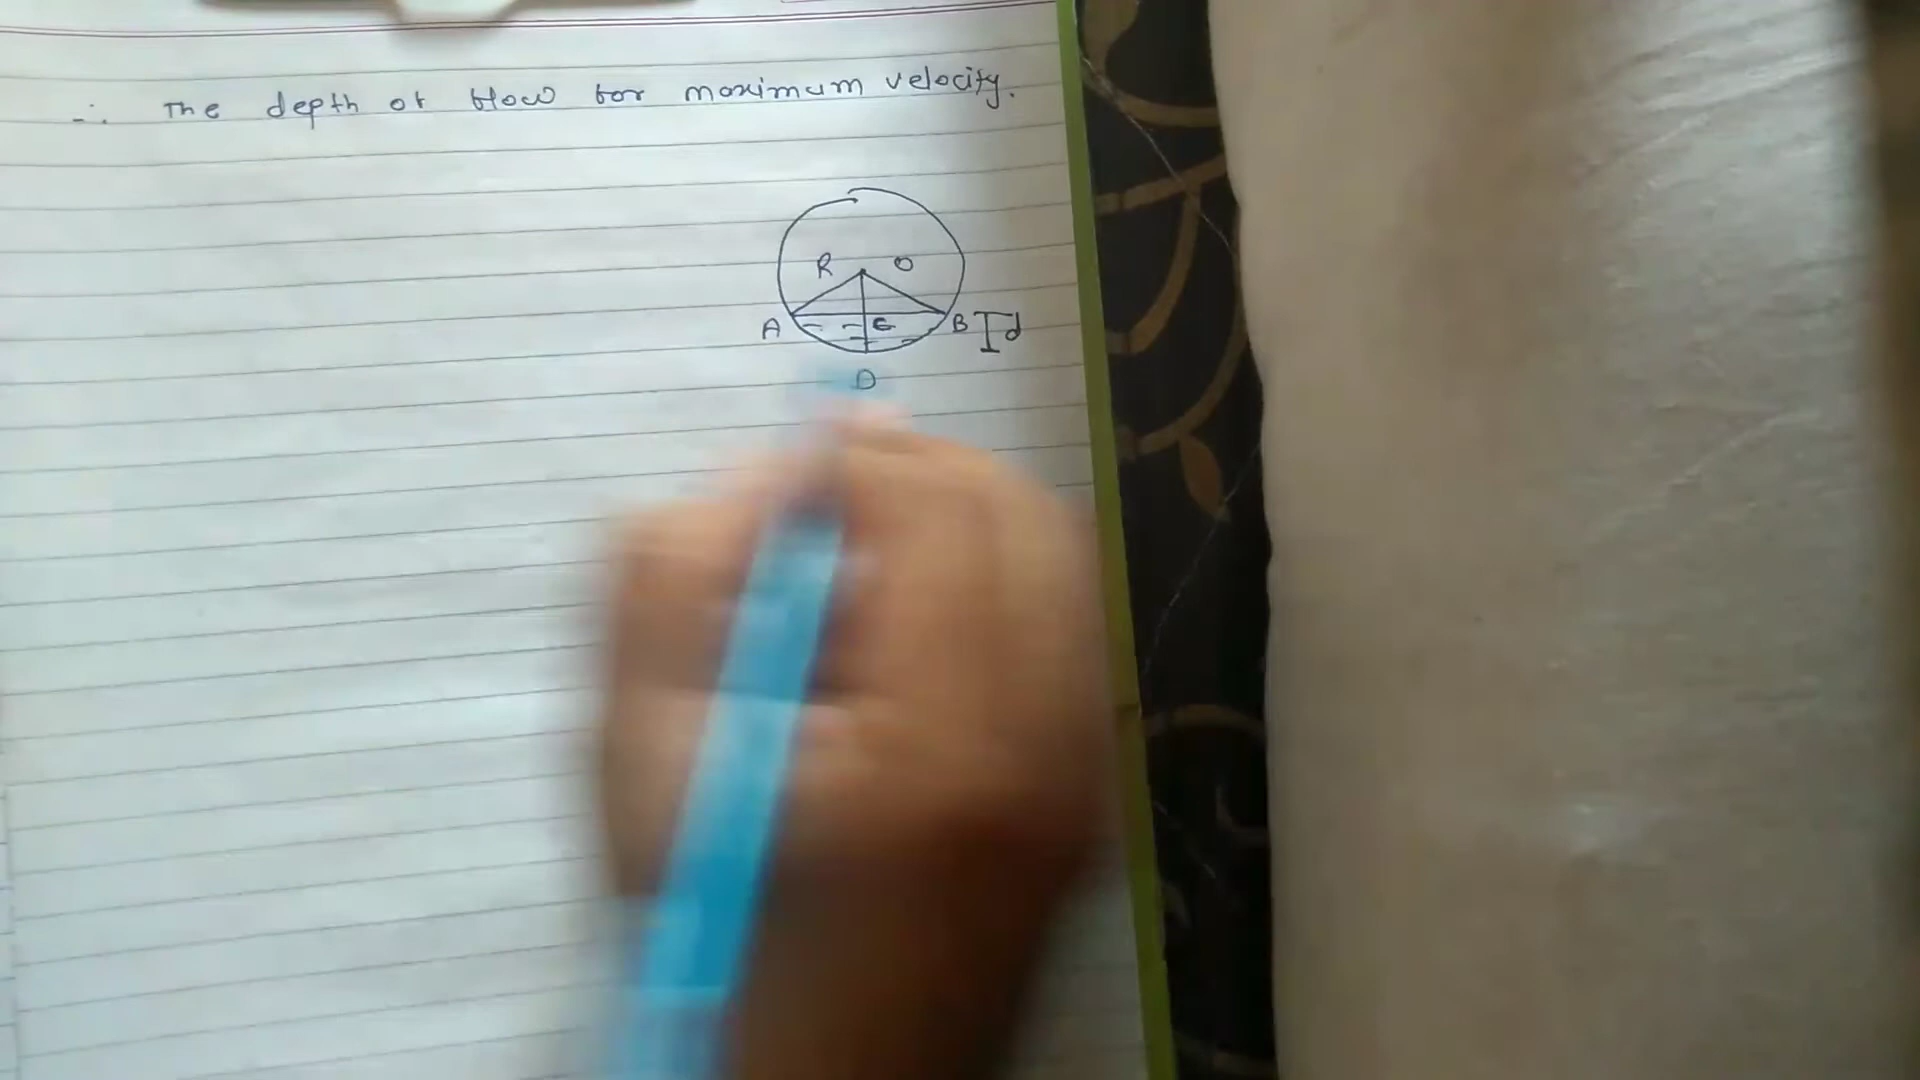 ∴ The depth of flow for maximum velocity.
R O
A C B d
D